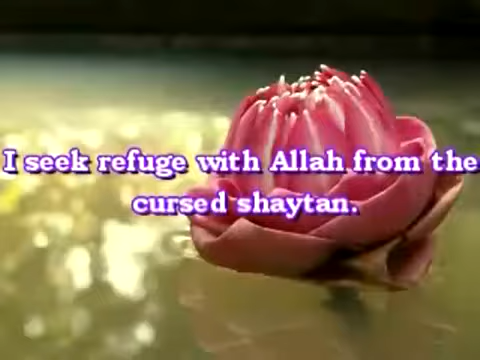 I seek refuge with Allah from the
cursed shaytan.